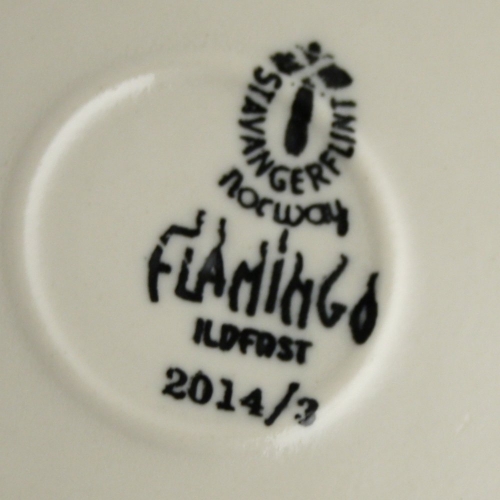 STAVANGERFLINT
norway
FLAMINGO
ILDFAST
2014/3